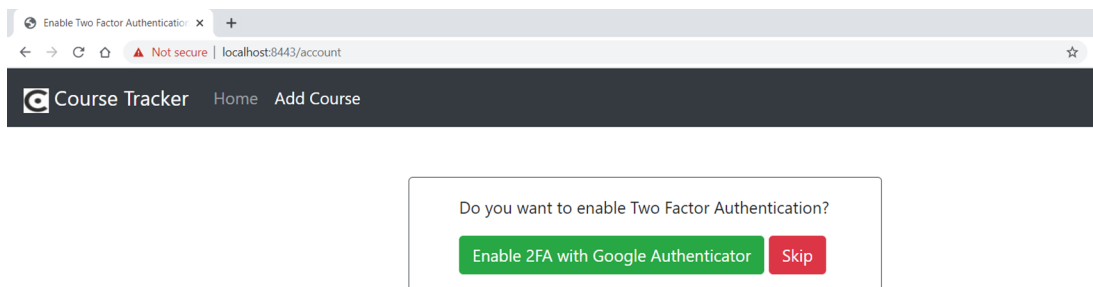 Enable Two Factor Authentication
Not secure | localhost:8443/account
Course Tracker Home Add Course
Do you want to enable Two Factor Authentication?
Enable 2FA with Google Authenticator Skip